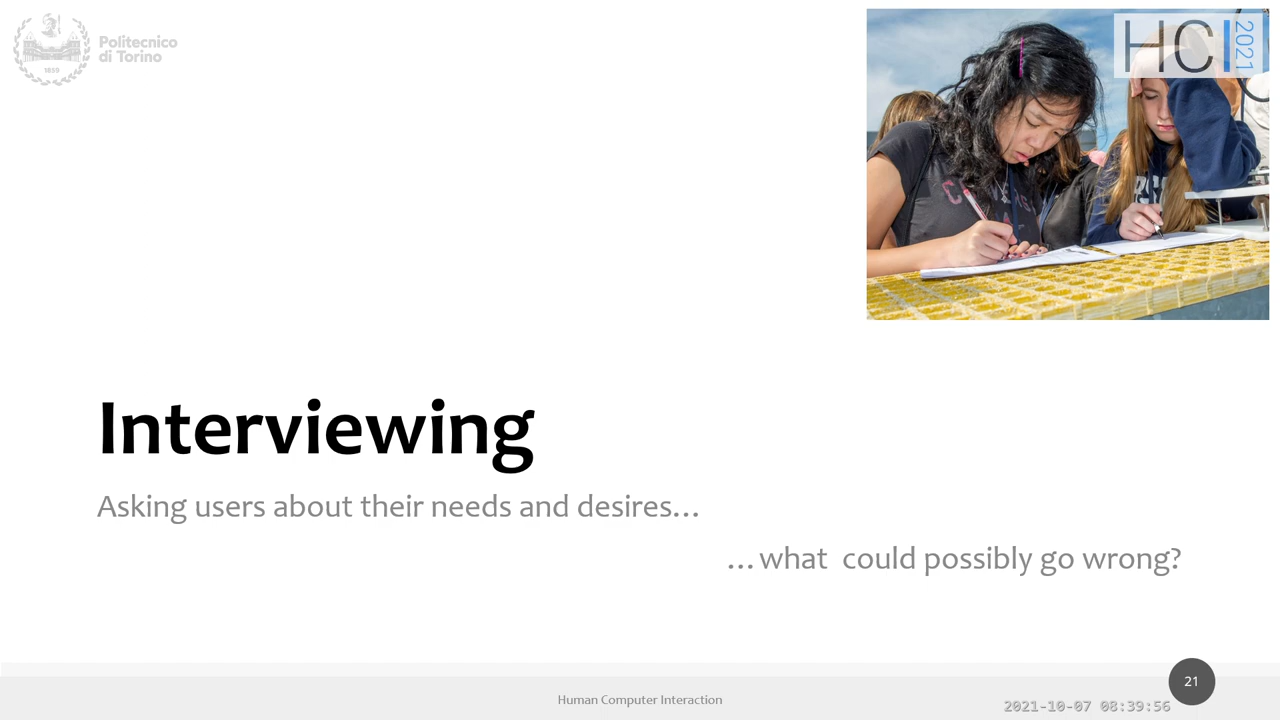 Politecnico
di Torino
1859
HCI
2021
Interviewing
Asking users about their needs and desires…
…what  could possibly go wrong?
Human Computer Interaction
21
2021-10-07 08:39:56